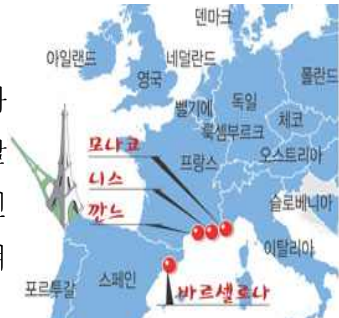 덴마크
아일랜드
네덜란드
영국
폴란드
벨기에
독일
룩셈부르크
체코
모나코
프랑스
오스트리아
니스
깐느
슬로베니아
이탈리아
포르투갈
스페인
바르셀로나